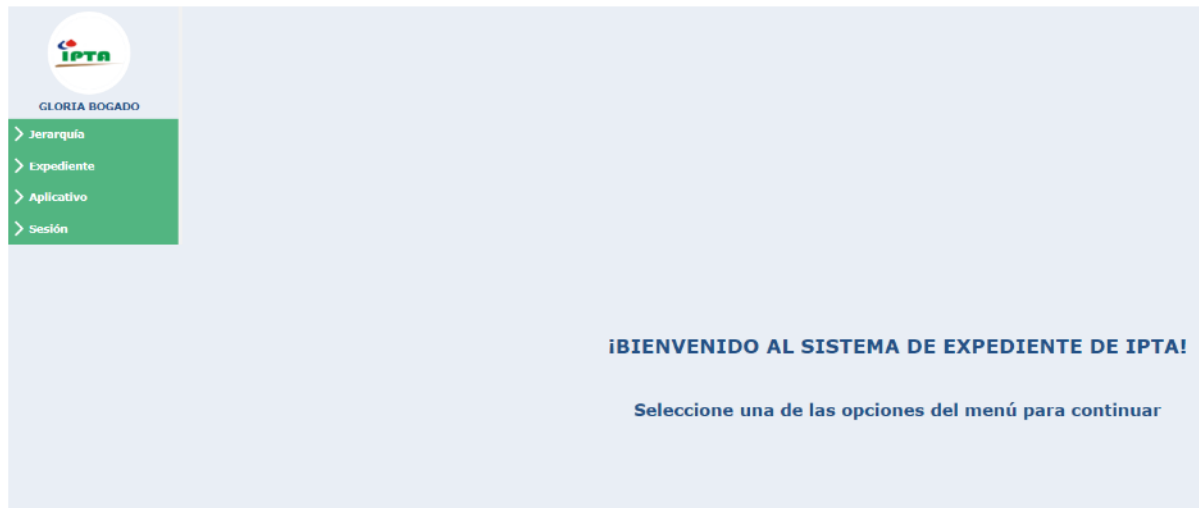 IPTA
GLORIA BOGADO
Jerarquía
Expediente
Aplicativo
Sesión
¡BIENVENIDO AL SISTEMA DE EXPEDIENTE DE IPTA!
Seleccione una de las opciones del menú para continuar